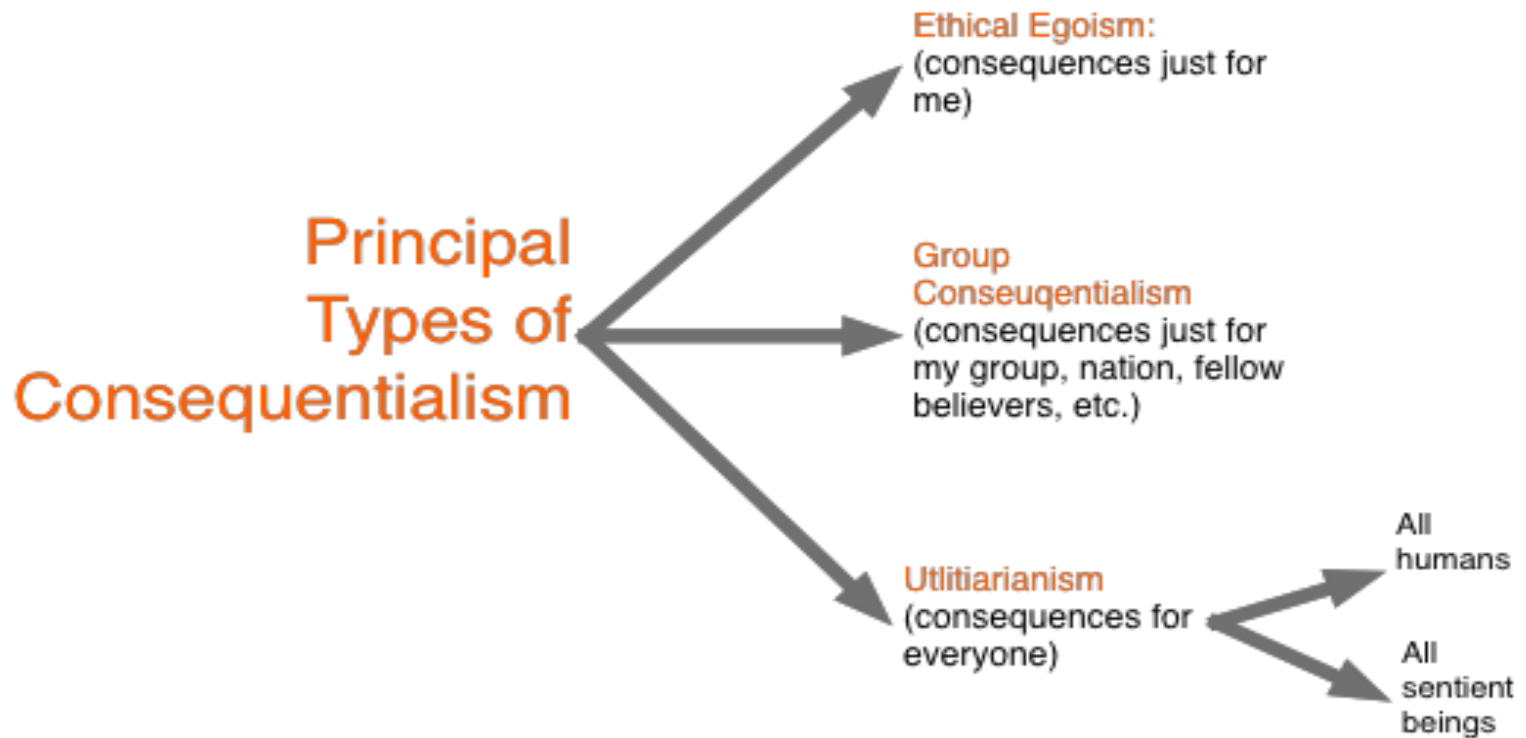 Principal
Types of
Consequentialism
Ethical Egoism:
(consequences just for
me)
Group
Conseuqentialism
(consequences just for
my group, nation, fellow
believers, etc.)
Utlitiarianism
(consequences for
everyone)
All
humans
All
sentient
beings